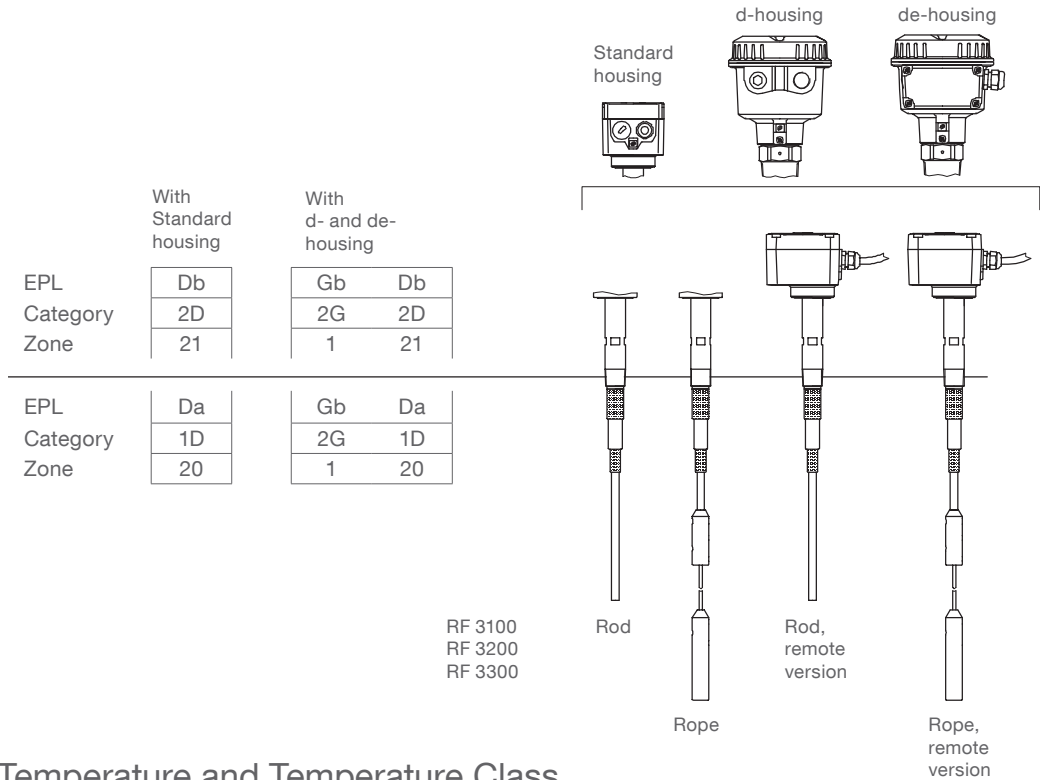 d-housing
de-housing
Standard
housing
With
Standard
housing
With
d- and de-
housing
EPL Db Gb Db
Category 2D 2G 2D
Zone 21 1 21
EPL Da Gb Da
Category 1D 2G 1D
Zone 20 1 20
RF 3100
RF 3200
RF 3300
Rod
Rod,
remote
version
Rope
Rope,
remote
version
Temperature and Temperature Class